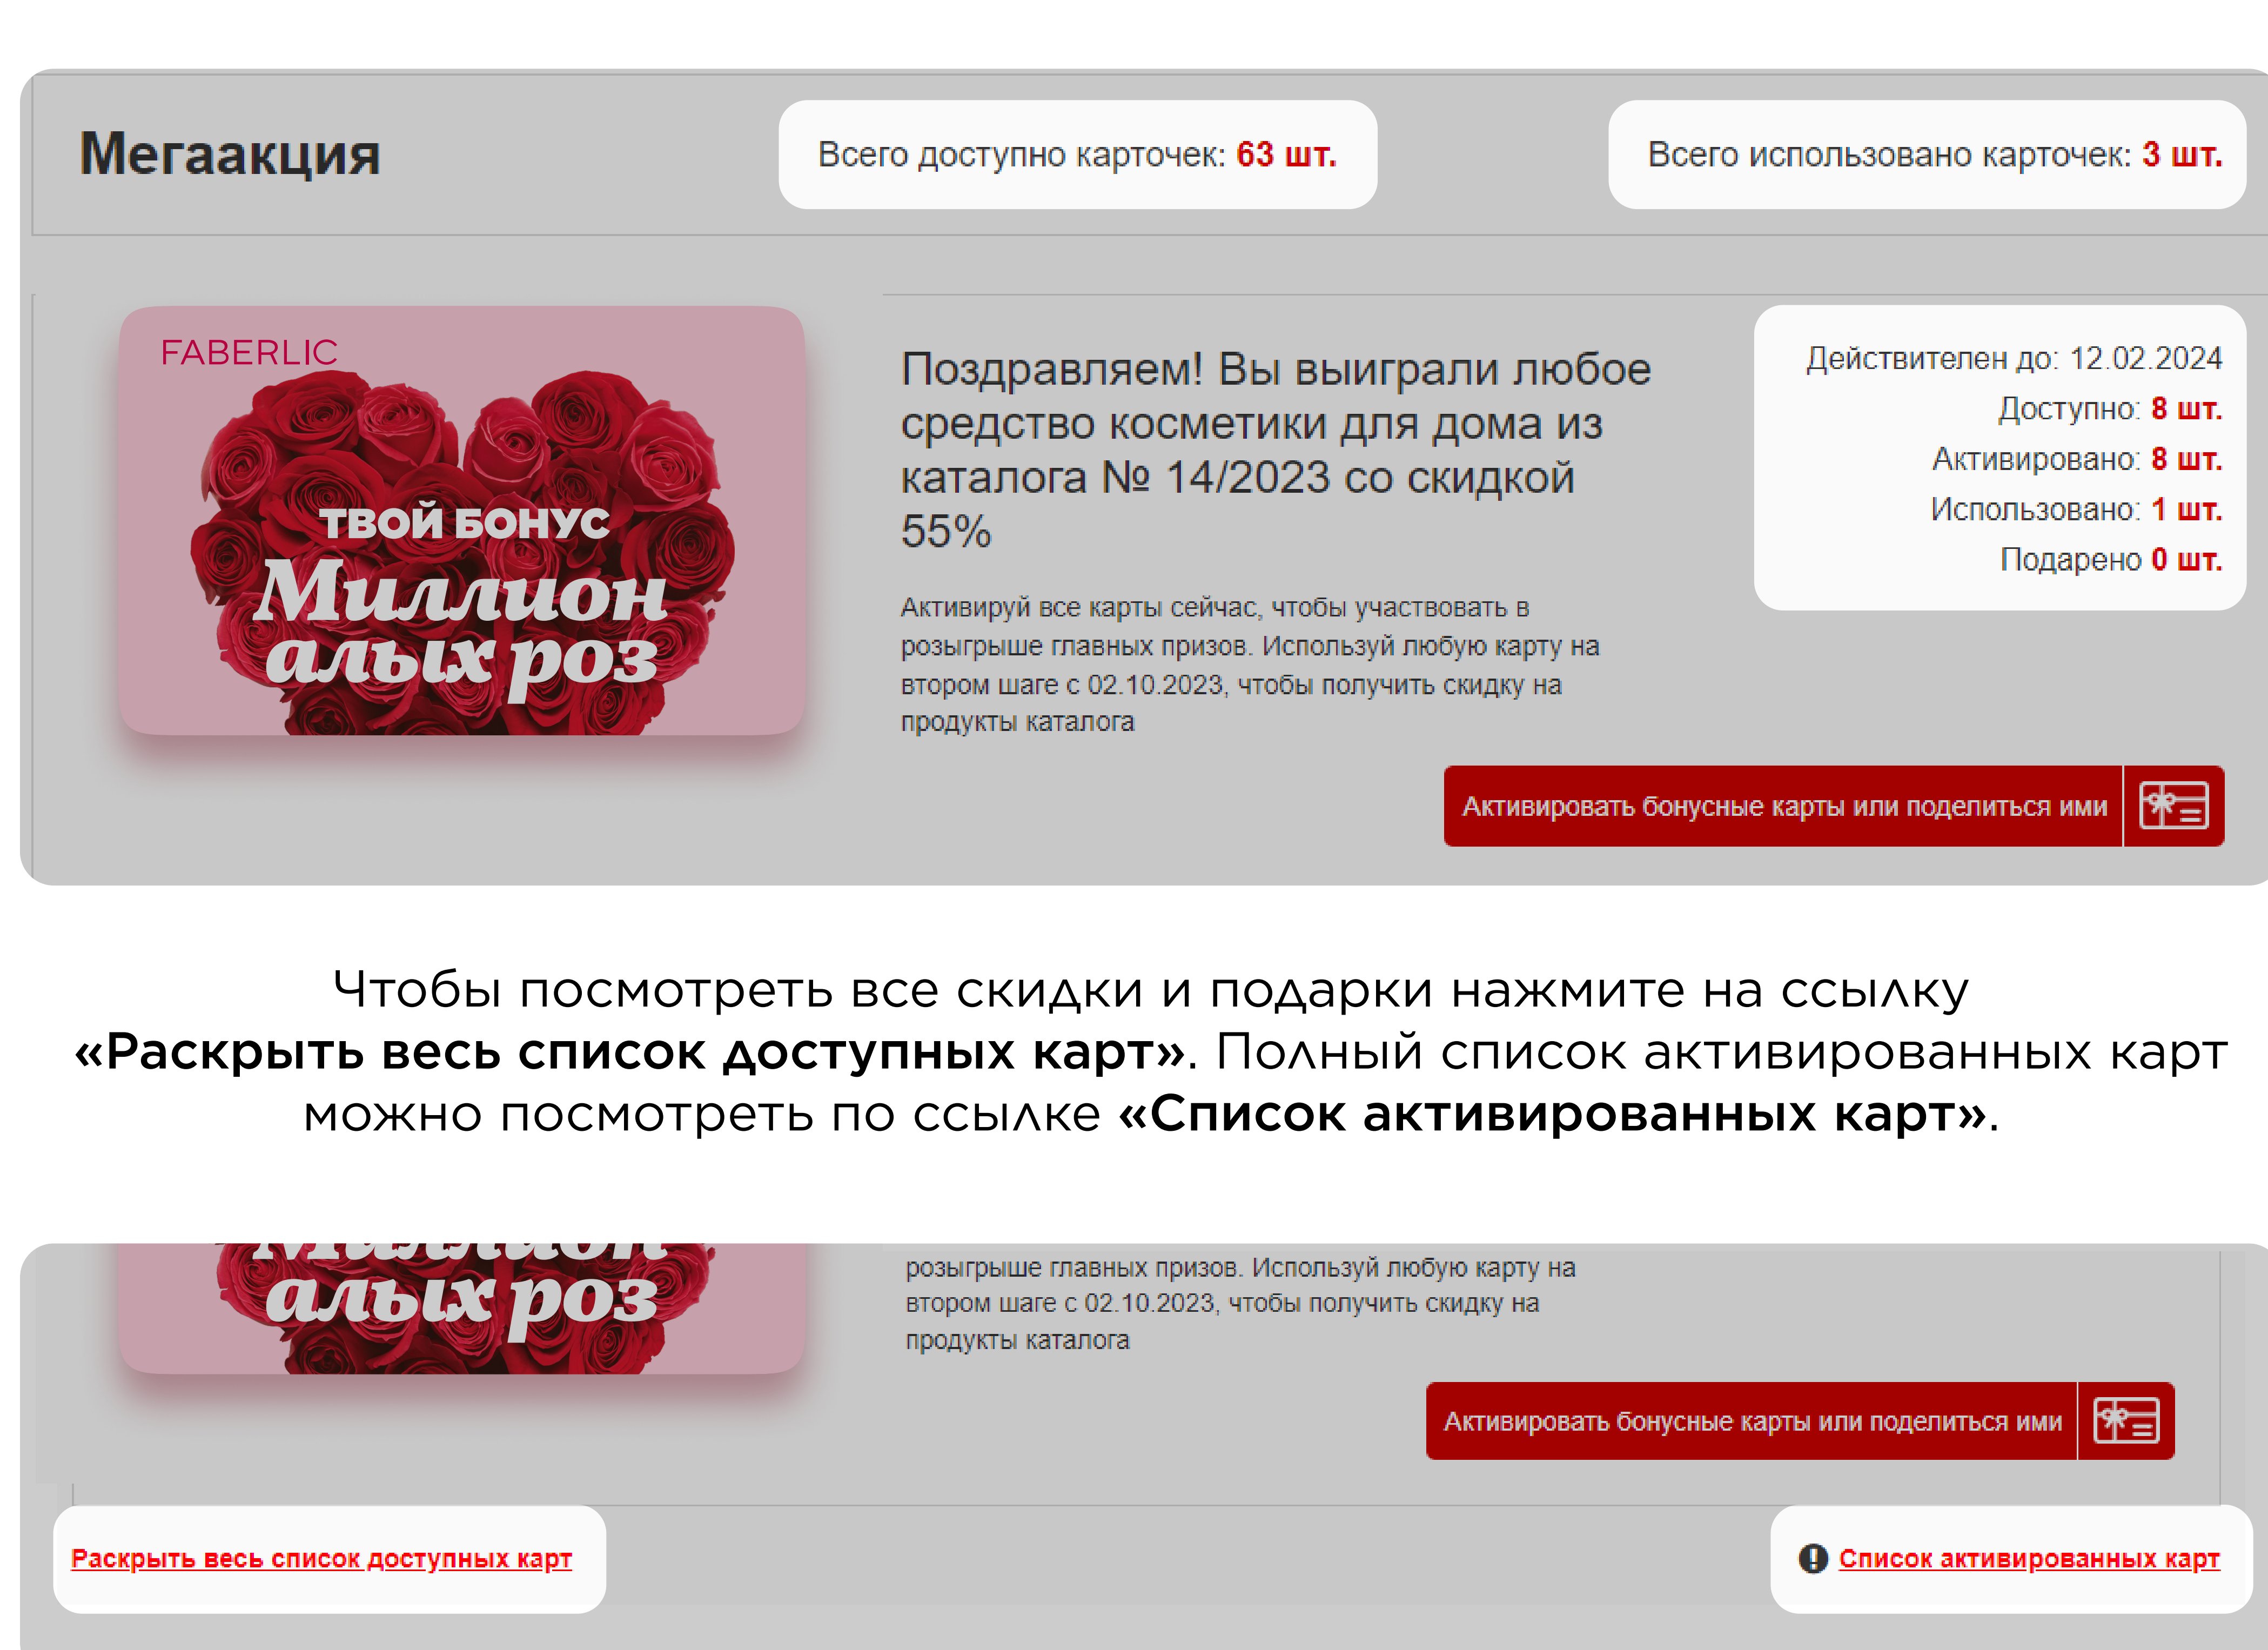 Мегаакция
Всего доступно карточек: 63 шт.
Всего использовано карточек: 3 шт.
FABERLIC
ТВОЙ БОНУС
Миллион
алых роз
Поздравляем! Вы выиграли любое
средство косметики для дома из
каталога № 14/2023 со скидкой
55%
Активируй все карты сейчас, чтобы участвовать в
розыгрыше главных призов. Используй любую карту на
втором шаге с 02.10.2023, чтобы получить скидку на
продукты каталога
Действителен до: 12.02.2024
Доступно: 8 шт.
Активировано: 8 шт.
Использовано: 1 шт.
Подарено 0 шт.
Активировать бонусные карты или поделиться ими
Чтобы посмотреть все скидки и подарки нажмите на ссылку
«Раскрыть весь список доступных карт». Полный список активированных карт
можно посмотреть по ссылке «Список активированных карт».
Миллион
алых роз
розыгрыше главных призов. Используй любую карту на
втором шаге с 02.10.2023, чтобы получить скидку на
продукты каталога
Активировать бонусные карты или поделиться ими
Раскрыть весь список доступных карт
Список активированных карт